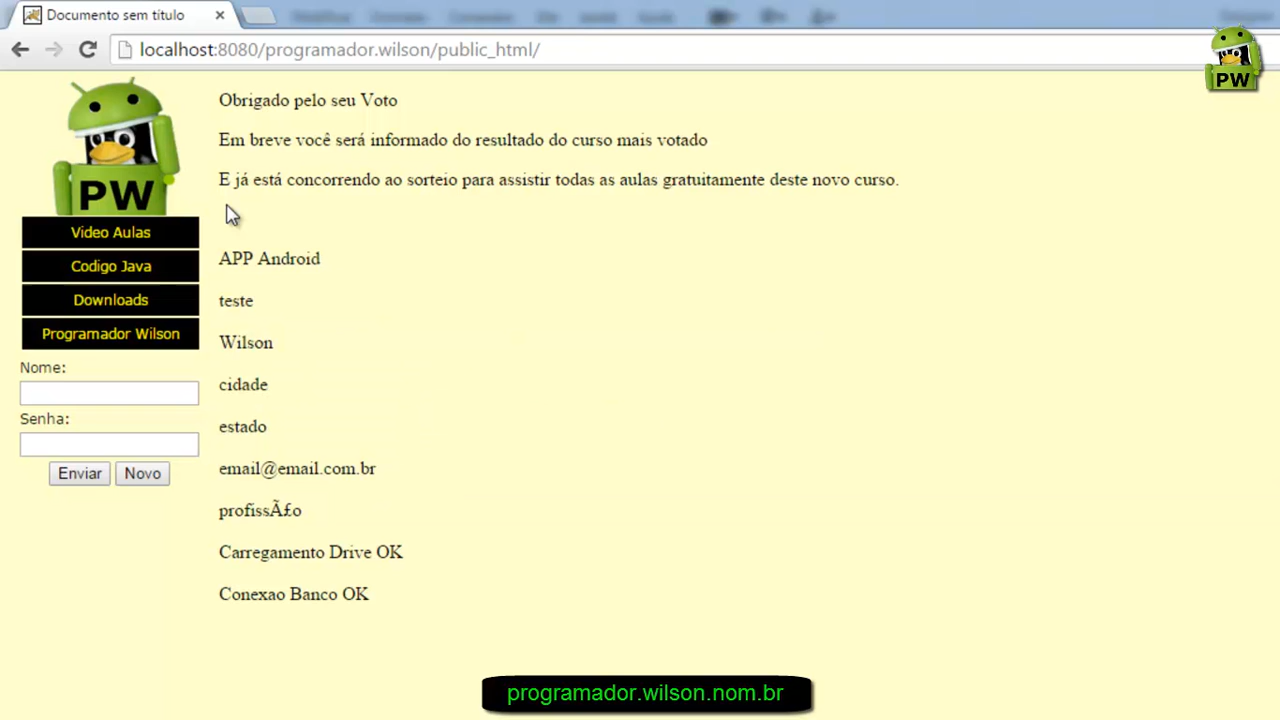 Documento sem título
localhost:8080/programador.wilson/public_html/
PW
PW
Obrigado pelo seu Voto
Em breve você será informado do resultado do curso mais votado
E já está concorrendo ao sorteio para assistir todas as aulas gratuitamente deste novo curso.
Video Aulas
Codigo Java
Downloads
Programador Wilson
Nome:
Senha:
Enviar
Novo
APP Android
teste
Wilson
cidade
estado
email@email.com.br
profissÃ£o
Carregamento Drive OK
Conexao Banco OK
programador.wilson.nom.br